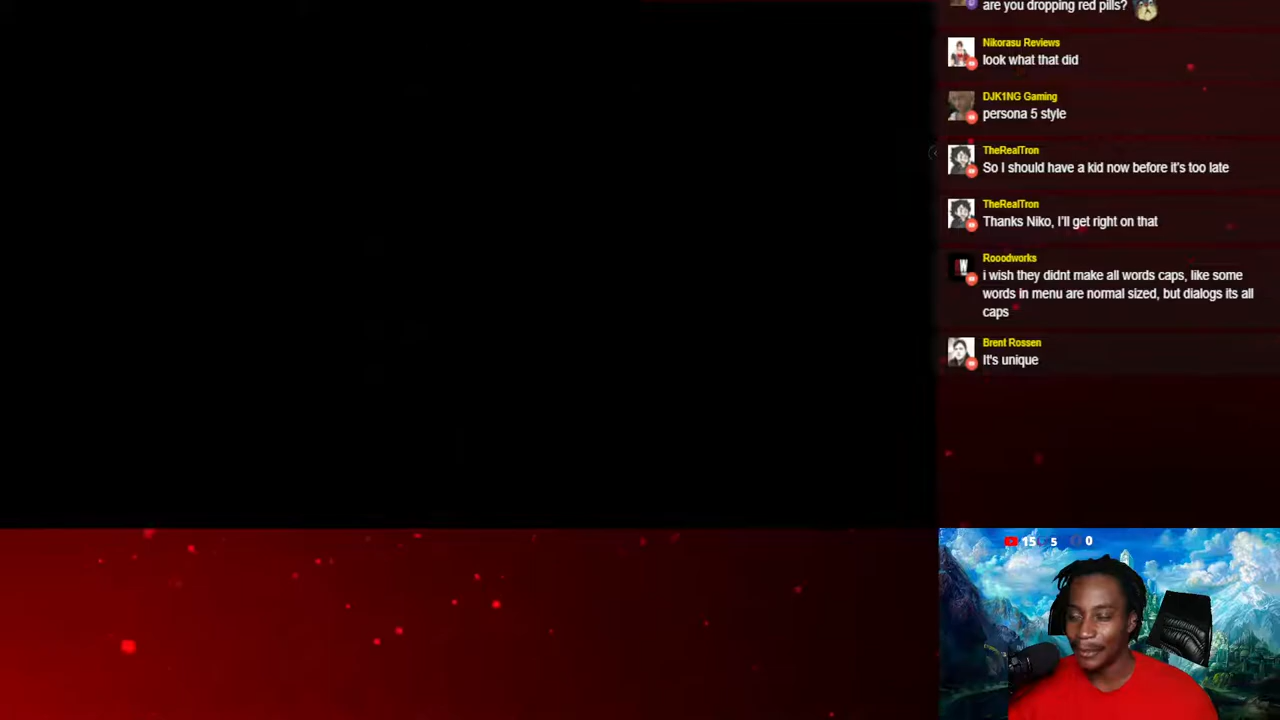 are you dropping red pills?
Nikorasu Reviews
look what that did
DJK1NG Gaming
persona 5 style
TheRealTron
So I should have a kid now before it's too late
TheRealTron
Thanks Niko, I'll get right on that
Rooodworks
i wish they didnt make all words caps, like some
words in menu are normal sized, but dialogs its all
caps
Brent Rossen
It's unique
15 5 0